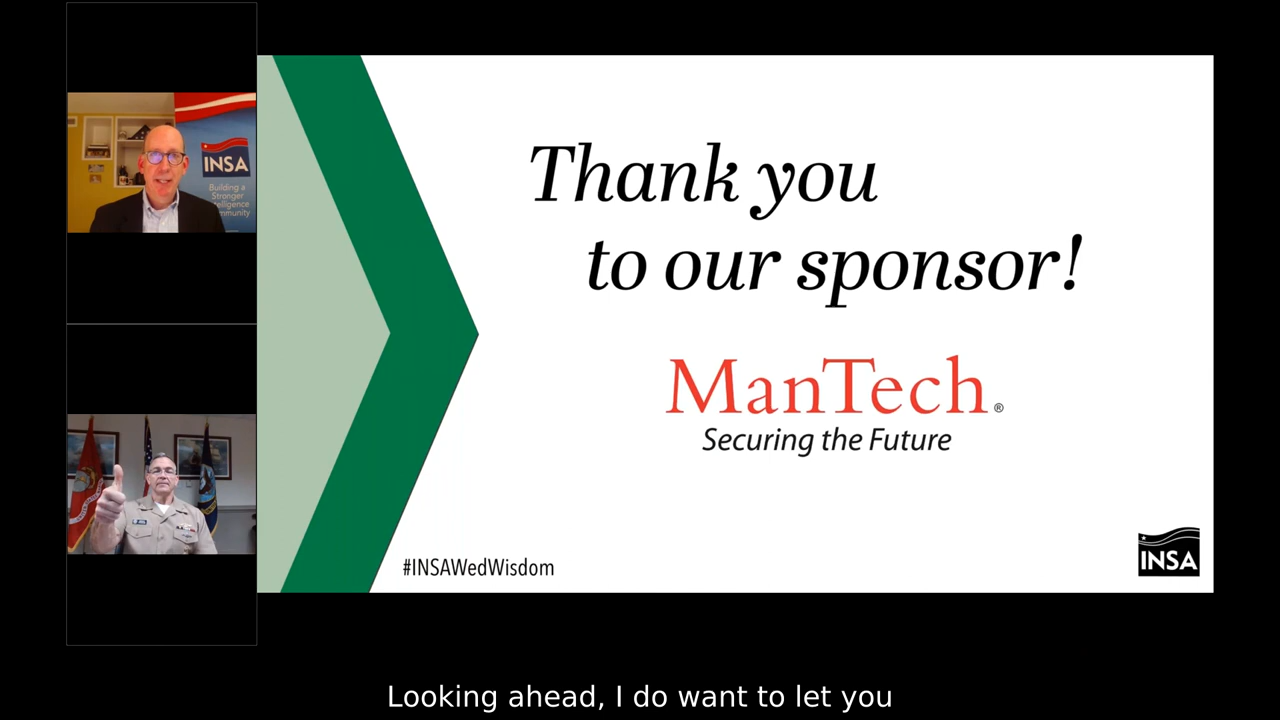 INSA
Building a
Stronger
Intelligence
Community
Thank you
to our sponsor!
ManTech®
Securing the Future
#INSAWedWisdom
INSA
Looking ahead, I do want to let you